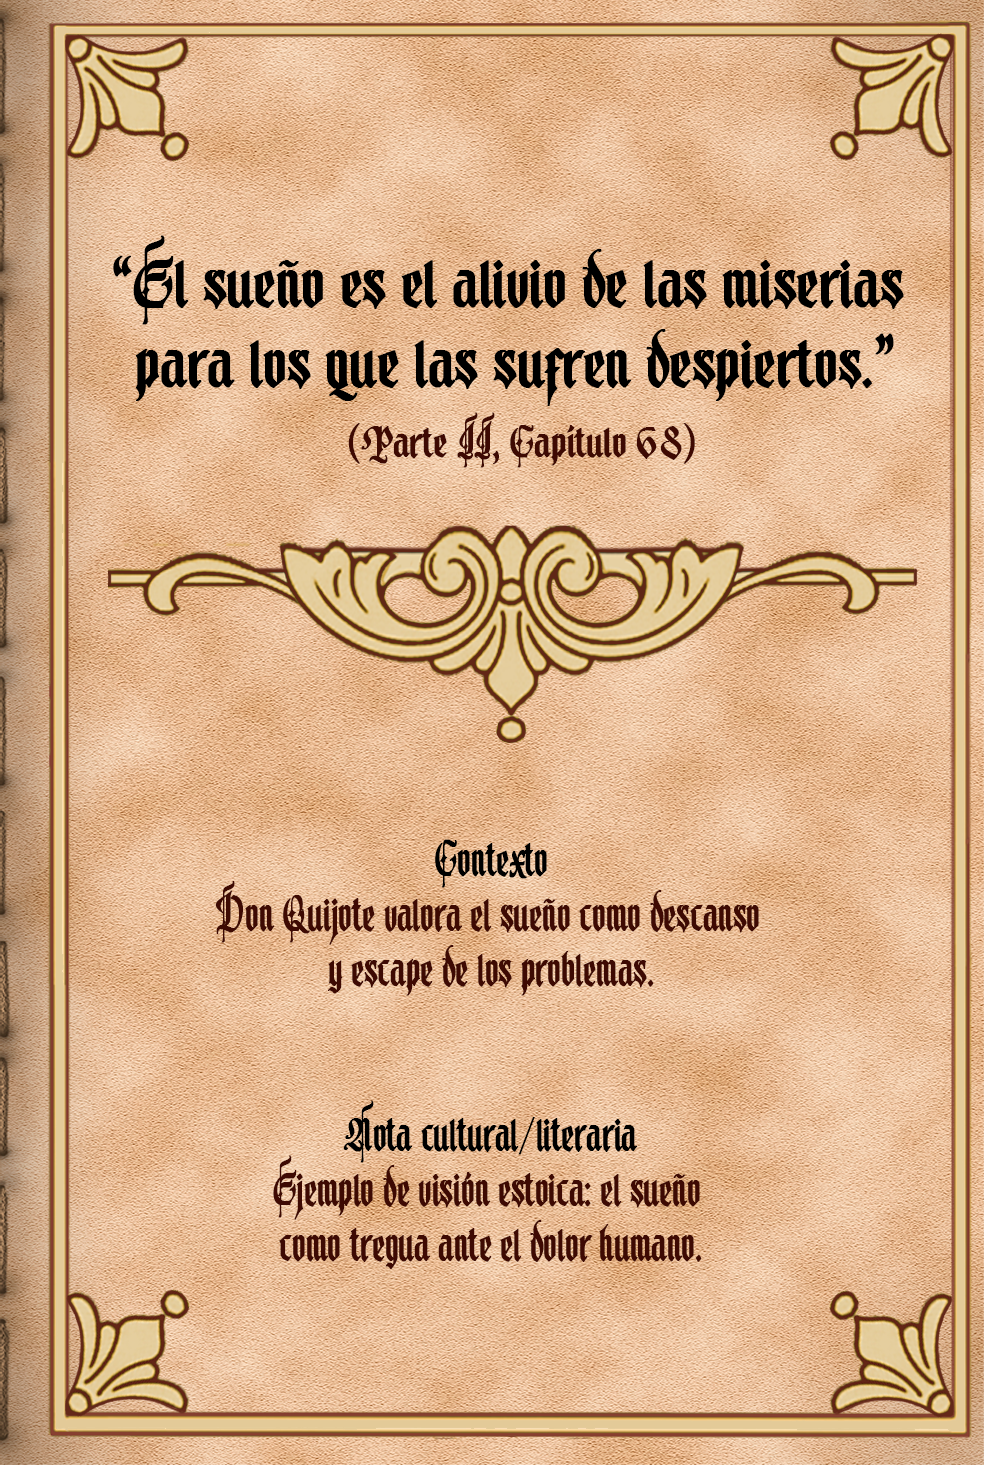 “El sueño es el alivio de las miserias
para los que las sufren despiertos.”
(Parte II, Capítulo 68)
Contexto
Don Quijote valora el sueño como descanso
y escape de los problemas.
Nota cultural/literaria
Ejemplo de visión estoica: el sueño
como tregua ante el dolor humano.